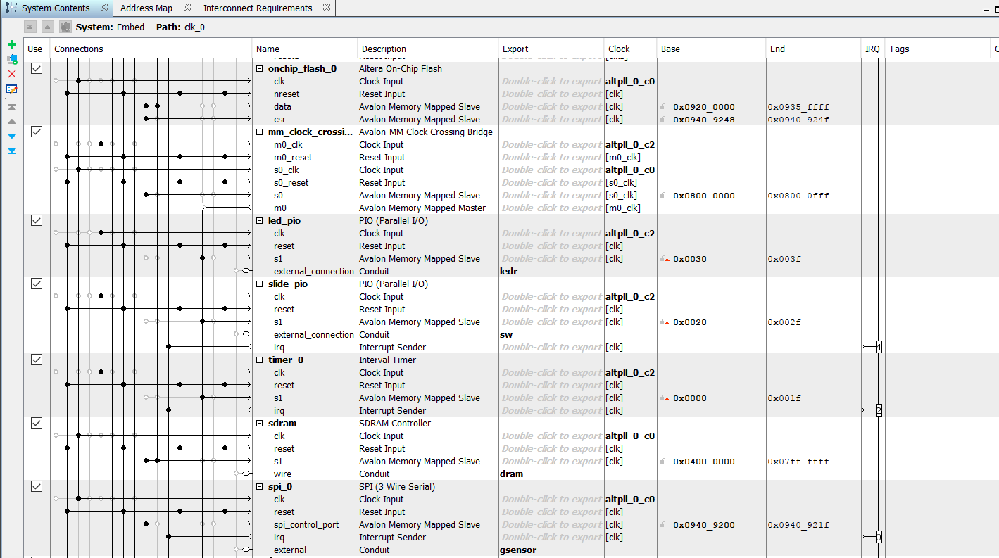 System Contents Address Map Interconnect Requirements
System: Embed Path: clk_0
Use Connections Name Description Export Clock Base End IRQ Tags
onchip_flash_0 Altera On-Chip Flash
clk Clock Input Double-click to export altpll_0_c0
nreset Reset Input Double-click to export [clk]
data Avalon Memory Mapped Slave Double-click to export [clk] 0x0920_0000 0x0935_ffff
csr Avalon Memory Mapped Slave Double-click to export [clk] 0x0940_9248 0x0940_924f
mm_clock_crossi... Avalon-MM Clock Crossing Bridge
m0_clk Clock Input Double-click to export altpll_0_c2
m0_reset Reset Input Double-click to export [m0_clk]
s0_clk Clock Input Double-click to export altpll_0_c0
s0_reset Reset Input Double-click to export [s0_clk]
s0 Avalon Memory Mapped Slave Double-click to export [s0_clk] 0x0800_0000 0x0800_0fff
m0 Avalon Memory Mapped Master Double-click to export [m0_clk]
led_pio PIO (Parallel I/O)
clk Clock Input Double-click to export altpll_0_c2
reset Reset Input Double-click to export [clk]
s1 Avalon Memory Mapped Slave Double-click to export [clk] 0x0030 0x003f
external_connection Conduit ledr
slide_pio PIO (Parallel I/O)
clk Clock Input Double-click to export altpll_0_c2
reset Reset Input Double-click to export [clk]
s1 Avalon Memory Mapped Slave Double-click to export [clk] 0x0020 0x002f
external_connection Conduit sw
irq Interrupt Sender Double-click to export [clk] 4
timer_0 Interval Timer
clk Clock Input Double-click to export altpll_0_c2
reset Reset Input Double-click to export [clk]
s1 Avalon Memory Mapped Slave Double-click to export [clk] 0x0000 0x001f
irq Interrupt Sender Double-click to export [clk] 2
sdram SDRAM Controller
clk Clock Input Double-click to export altpll_0_c0
reset Reset Input Double-click to export [clk]
s1 Avalon Memory Mapped Slave Double-click to export [clk] 0x0400_0000 0x07ff_ffff
wire Conduit dram
spi_0 SPI (3 Wire Serial)
clk Clock Input Double-click to export altpll_0_c0
reset Reset Input Double-click to export [clk]
spi_control_port Avalon Memory Mapped Slave Double-click to export [clk] 0x0940_9200 0x0940_921f
irq Interrupt Sender Double-click to export [clk] 0
external Conduit gsensor